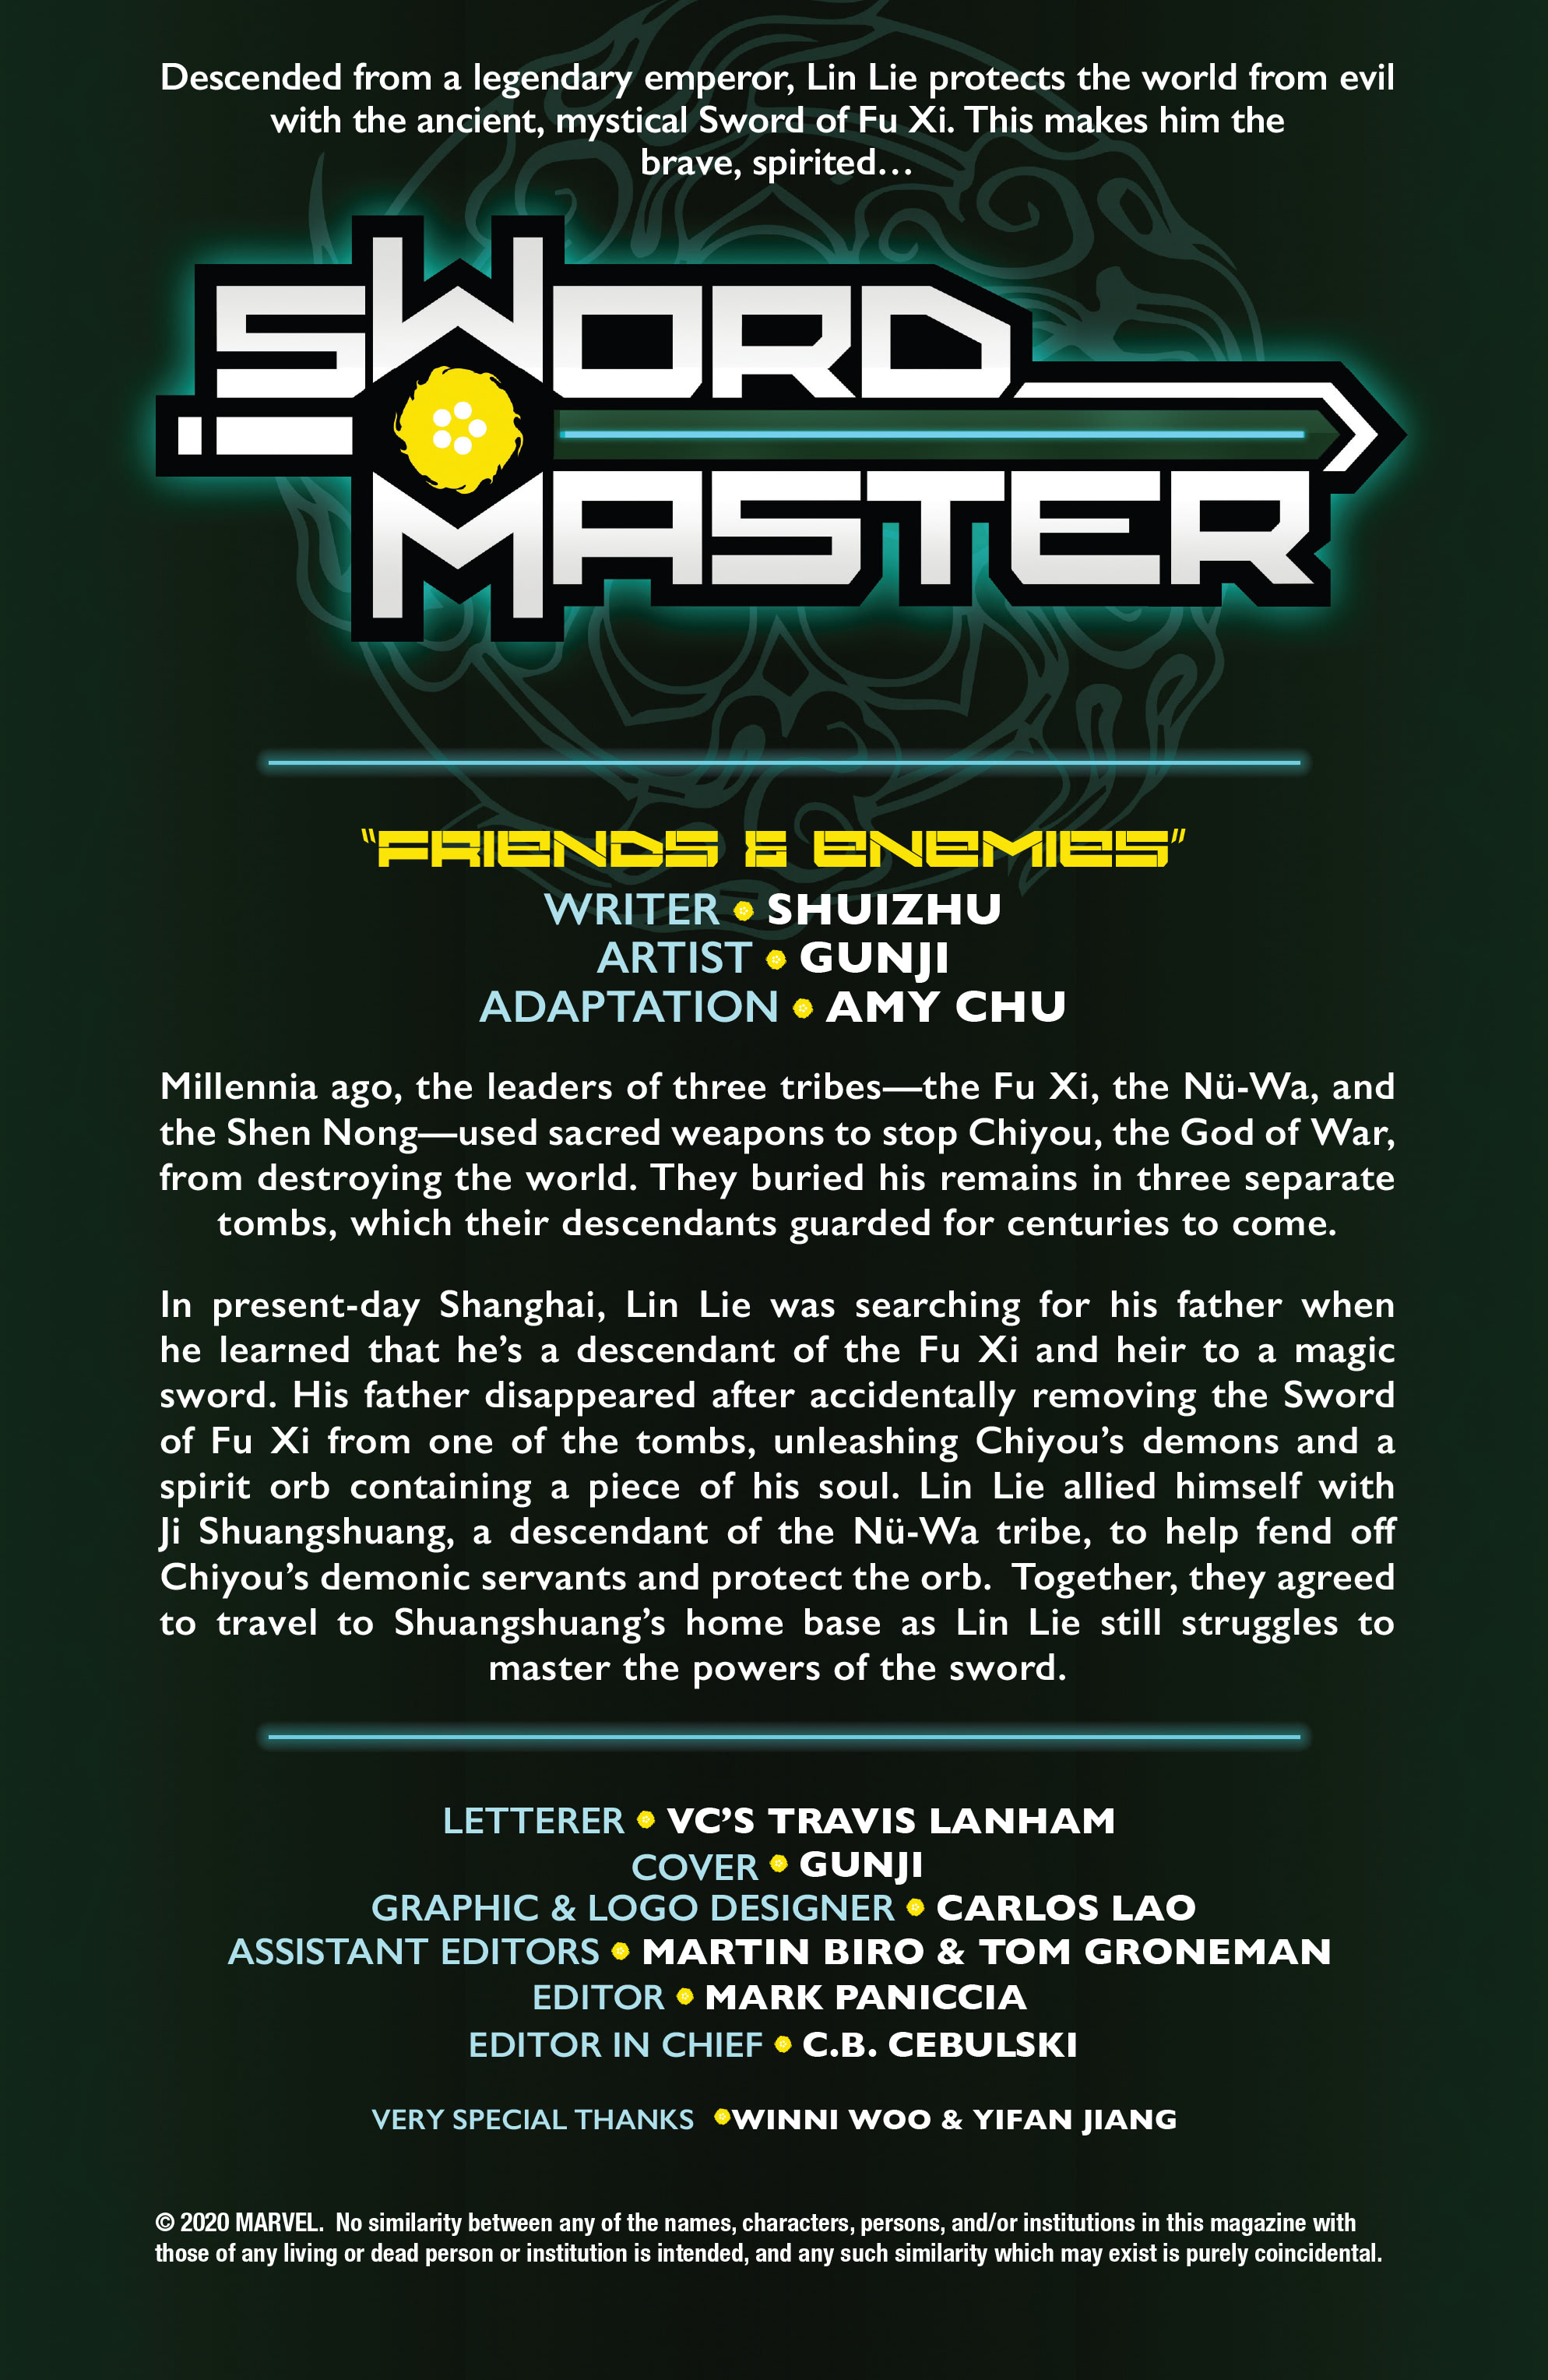 Descended from a legendary emperor, Lin Lie protects the world from evil
with the ancient, mystical Sword of Fu Xi. This makes him the
brave, spirited…
SWORD
MASTER
“FRIENDS & ENEMIES”
WRITER SHUIZHU
ARTIST GUNJI
ADAPTATION AMY CHU
Millennia ago, the leaders of three tribes—the Fu Xi, the Nü-Wa, and
the Shen Nong—used sacred weapons to stop Chiyou, the God of War,
from destroying the world. They buried his remains in three separate
tombs, which their descendants guarded for centuries to come.
In present-day Shanghai, Lin Lie was searching for his father when
he learned that he’s a descendant of the Fu Xi and heir to a magic
sword. His father disappeared after accidentally removing the Sword
of Fu Xi from one of the tombs, unleashing Chiyou’s demons and a
spirit orb containing a piece of his soul. Lin Lie allied himself with
Ji Shuangshuang, a descendant of the Nü-Wa tribe, to help fend off
Chiyou’s demonic servants and protect the orb. Together, they agreed
to travel to Shuangshuang’s home base as Lin Lie still struggles to
master the powers of the sword.
LETTERER VC’S TRAVIS LANHAM
COVER GUNJI
GRAPHIC & LOGO DESIGNER CARLOS LAO
ASSISTANT EDITORS MARTIN BIRO & TOM GRONEMAN
EDITOR MARK PANICCIA
EDITOR IN CHIEF C.B. CEBULSKI
VERY SPECIAL THANKS WINNI WOO & YIFAN JIANG
© 2020 MARVEL. No similarity between any of the names, characters, persons, and/or institutions in this magazine with
those of any living or dead person or institution is intended, and any such similarity which may exist is purely coincidental.